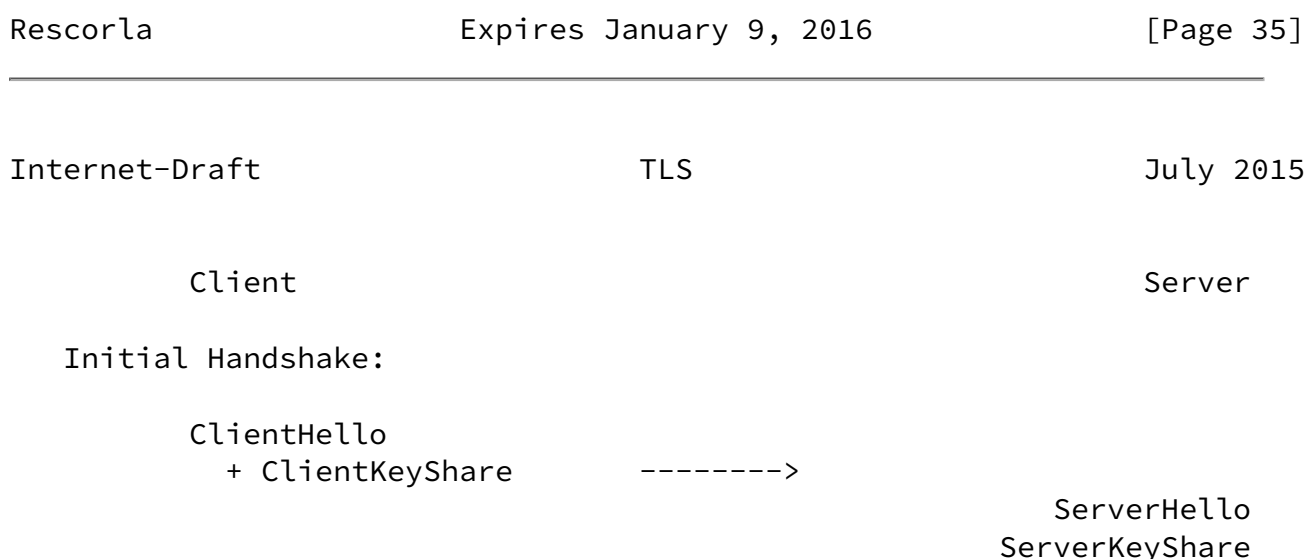 Rescorla Expires January 9, 2016 [Page 35]
Internet-Draft TLS July 2015
Client Server
Initial Handshake:
ClientHello
+ ClientKeyShare -------->
ServerHello
ServerKeyShare